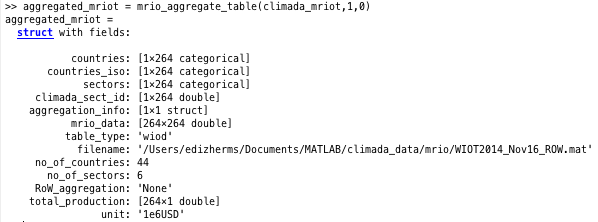 >> aggregated_mriot = mrio_aggregate_table(climada_mriot,1,0)
aggregated_mriot =
struct with fields:
countries: [1×264 categorical]
countries_iso: [1×264 categorical]
sectors: [1×264 categorical]
climada_sect_id: [1×264 double]
aggregation_info: [1×1 struct]
mrio_data: [264×264 double]
table_type: 'wiod'
filename: '/Users/edizherms/Documents/MATLAB/climada_data/mrio/WIOT2014_Nov16_ROW.mat'
no_of_countries: 44
no_of_sectors: 6
RoW_aggregation: 'None'
total_production: [264×1 double]
unit: '1e6USD'